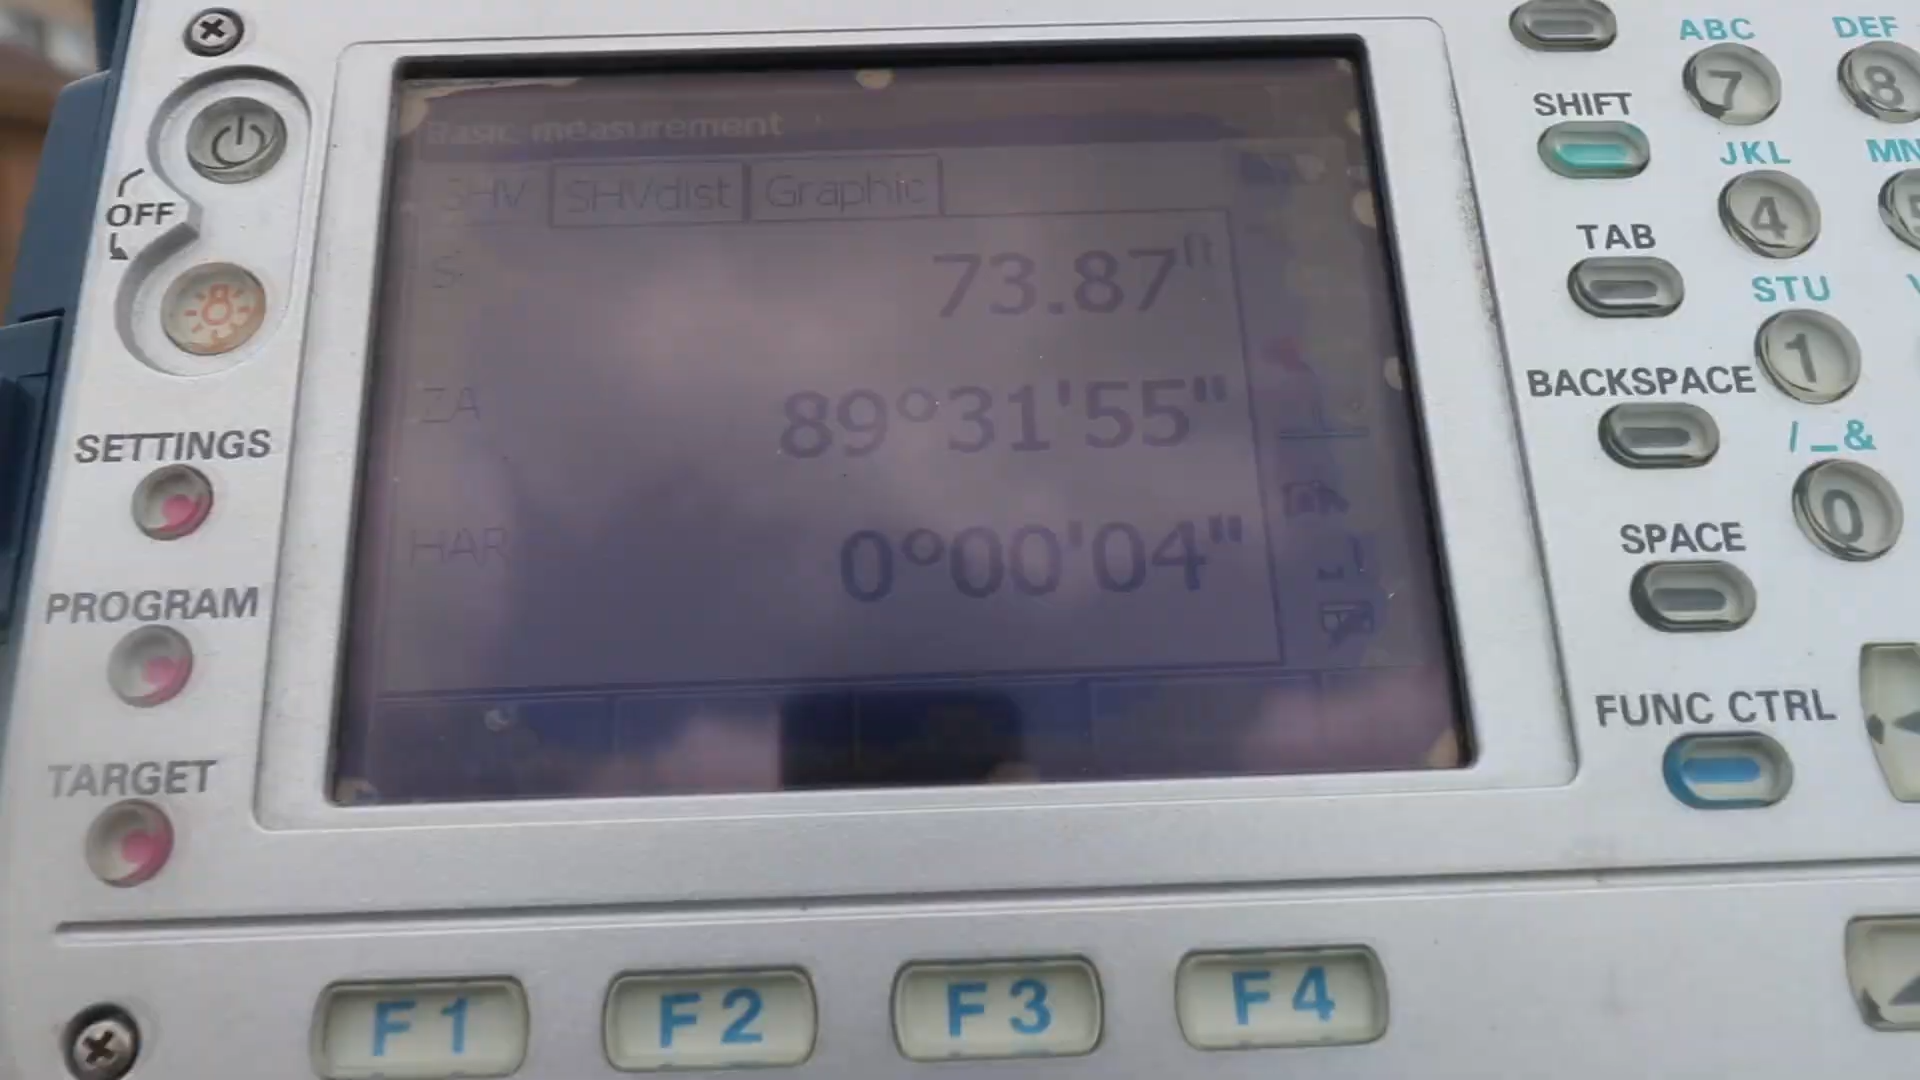 Basic measurement
SHV SHVdist Graphic
S 73.87ft
ZA 89°31'55"
HAR 0°00'04"
OFF
SETTINGS
PROGRAM
TARGET
F1 F2 F3 F4
ABC DEF
7 8
SHIFT
JKL MN
4
TAB
STU
1
BACKSPACE
/_&
0
SPACE
FUNC CTRL